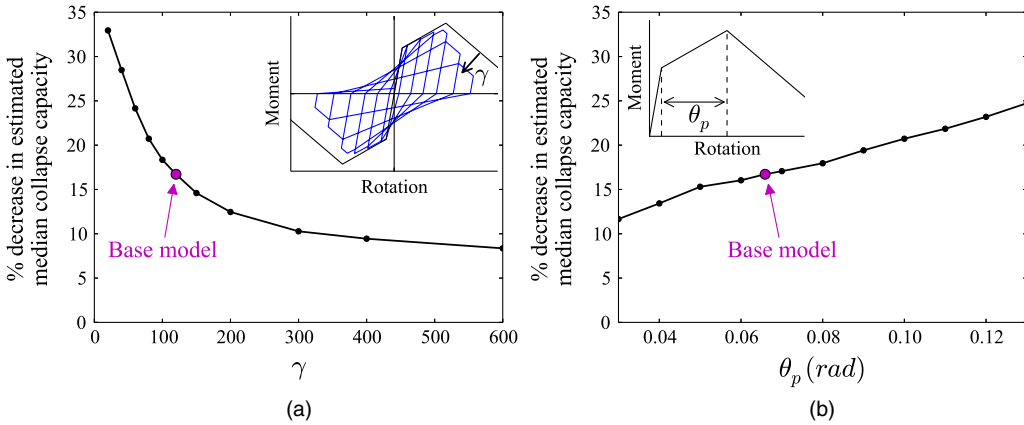 35
30
25
20
15
10
5
0
% decrease in estimated
median collapse capacity
Moment
γ
Rotation
Base model
0 100 200 300 400 500 600
γ
(a)
35
30
25
20
15
10
5
0
% decrease in estimated
median collapse capacity
Moment
θp
Rotation
Base model
0.04 0.06 0.08 0.10 0.12
θp (rad)
(b)